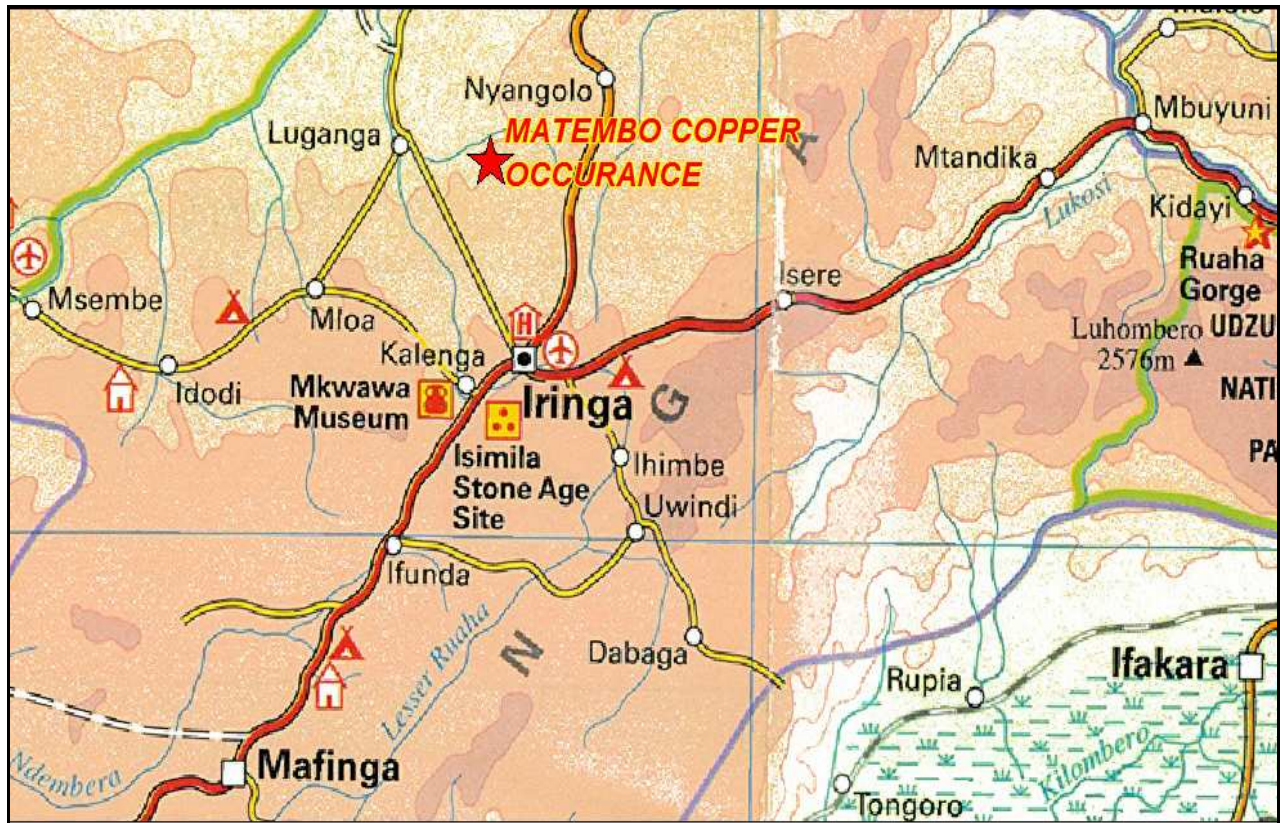 Nyangolo
Luganga
MATEMBO COPPER
OCCURANCE
Mbuyuni
Mtandika
Kidayi
Lukosi
Ruaha
Gorge
UDZU
NATI
PA
Luhombero
2576m
Isere
Msembe
Mloa
Idodi
Kalenga
Mkwawa
Museum
H
Iringa
Isimila
Stone Age
Site
A
G
N
Ihimbe
Uwindi
Ifunda
Dabaga
Lesser Ruaha
Rupia
Ifakara
Kilombero
Tongoro
Mafinga
Ndembera